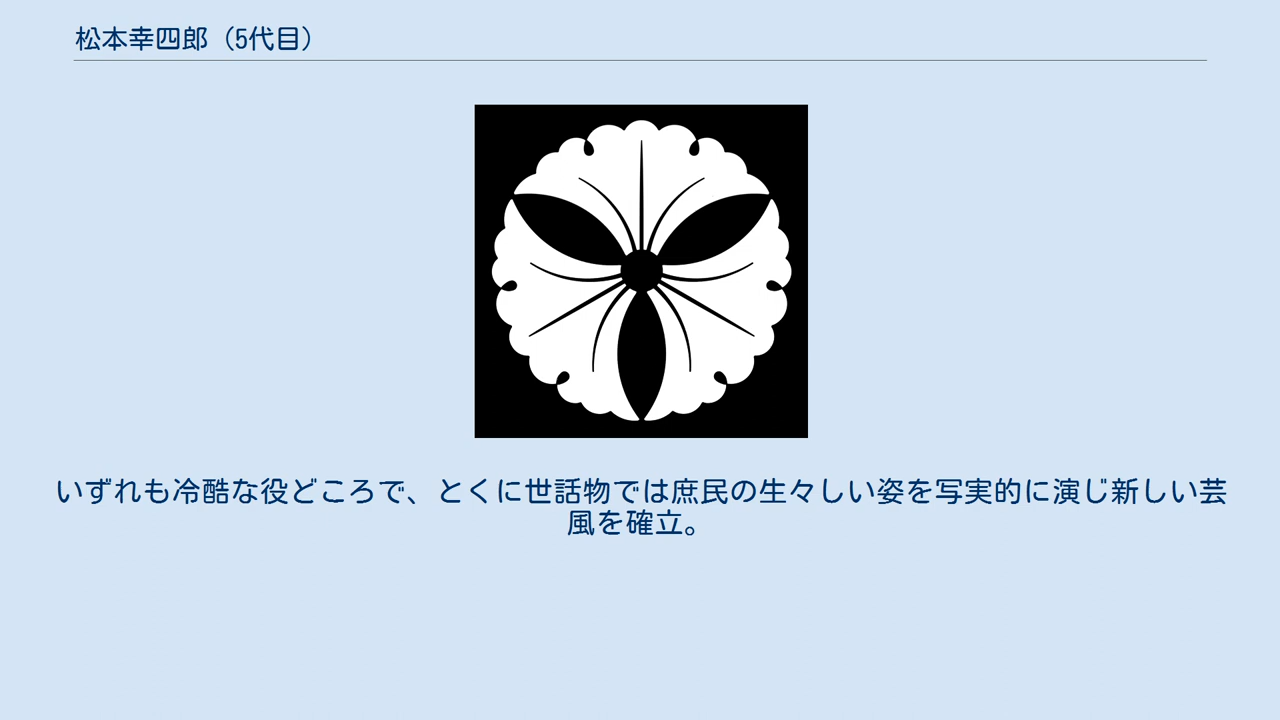 松本幸四郎（5代目）
いずれも冷酷な役どころで、とくに世話物では庶民の生々しい姿を写実的に演じ新しい芸
風を確立。